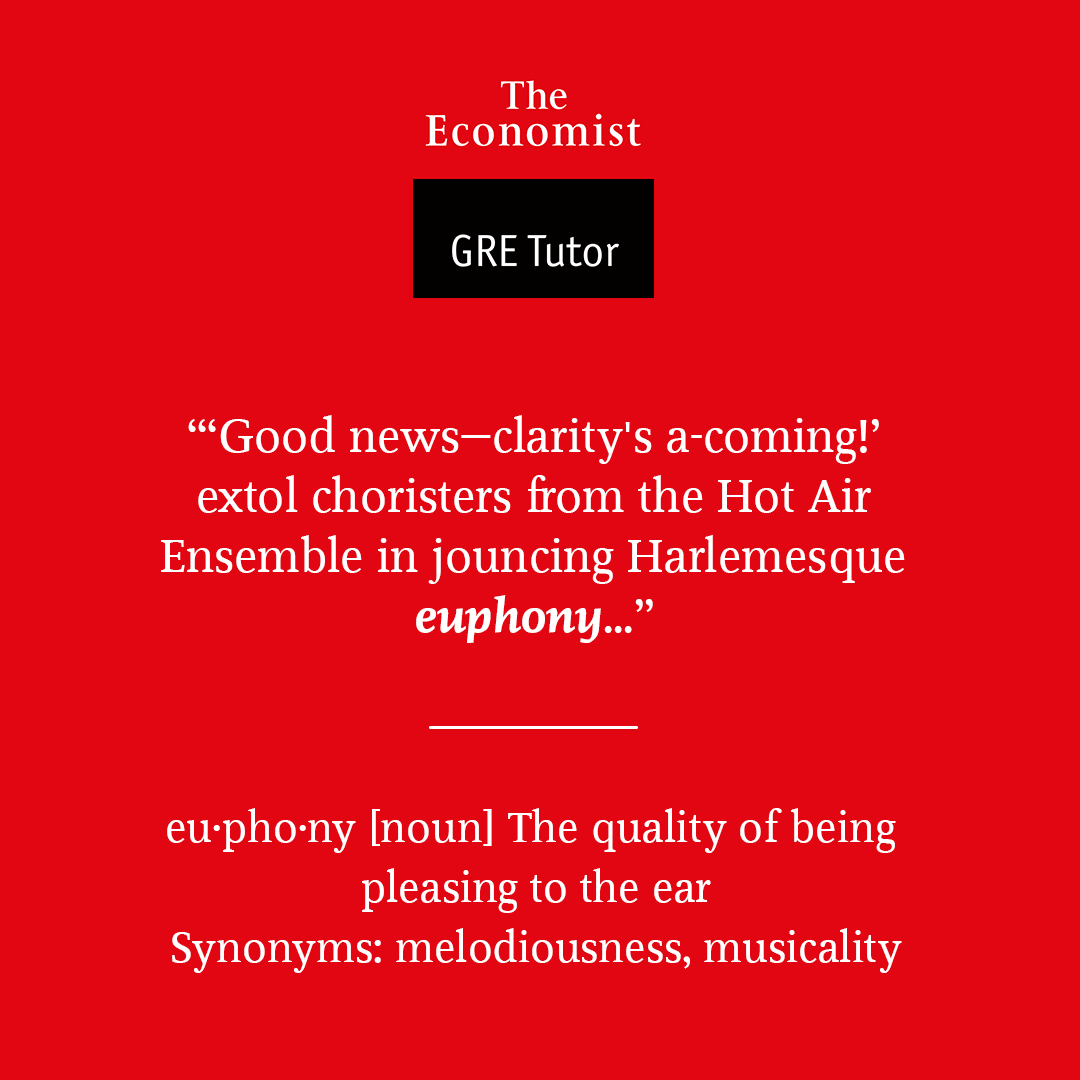 The
Economist
GRE Tutor
“‘Good news—clarity's a-coming!’
extol choristers from the Hot Air
Ensemble in jouncing Harlemesque
euphony...”
eu·pho·ny [noun] The quality of being
pleasing to the ear
Synonyms: melodiousness, musicality